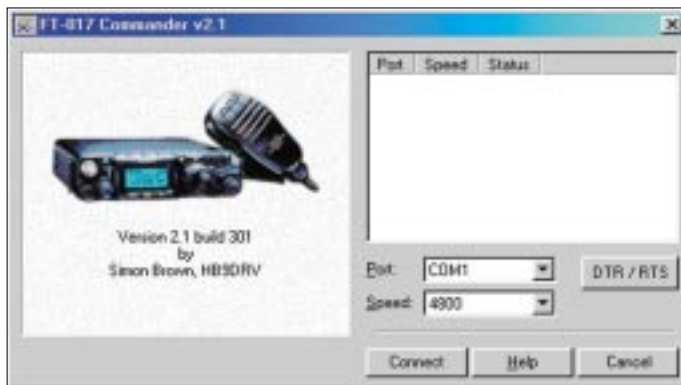 FT-817 Commander v2.1
Port Speed Status
Version 2.1 build 301
by
Simon Brown, HB9DRV
Port: COM1
DTR / RTS
Speed: 4800
Connect Help Cancel